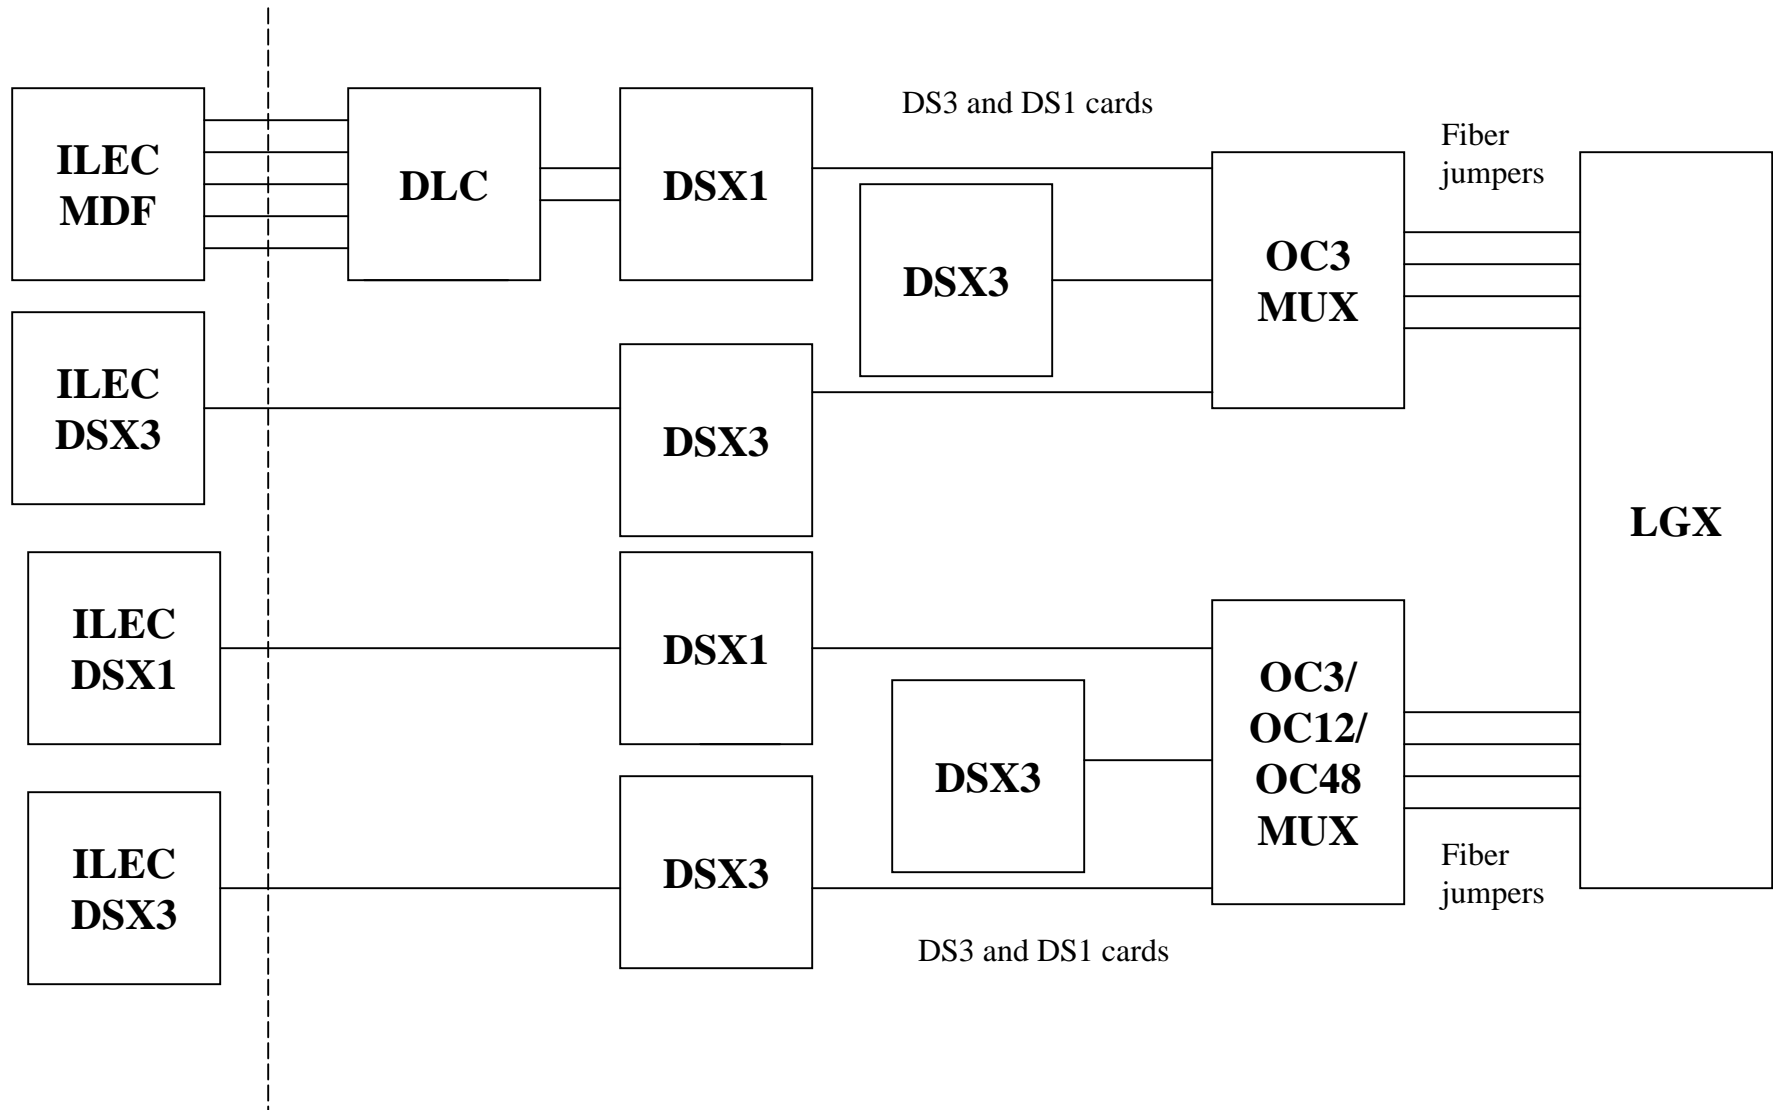 DS3 and DS1 cards
Fiber
jumpers
ILEC
MDF
DLC
DSX1
DSX3
OC3
MUX
ILEC
DSX3
DSX3
LGX
ILEC
DSX1
DSX1
DSX3
OC3/
OC12/
OC48
MUX
ILEC
DSX3
DSX3
Fiber
jumpers
DS3 and DS1 cards